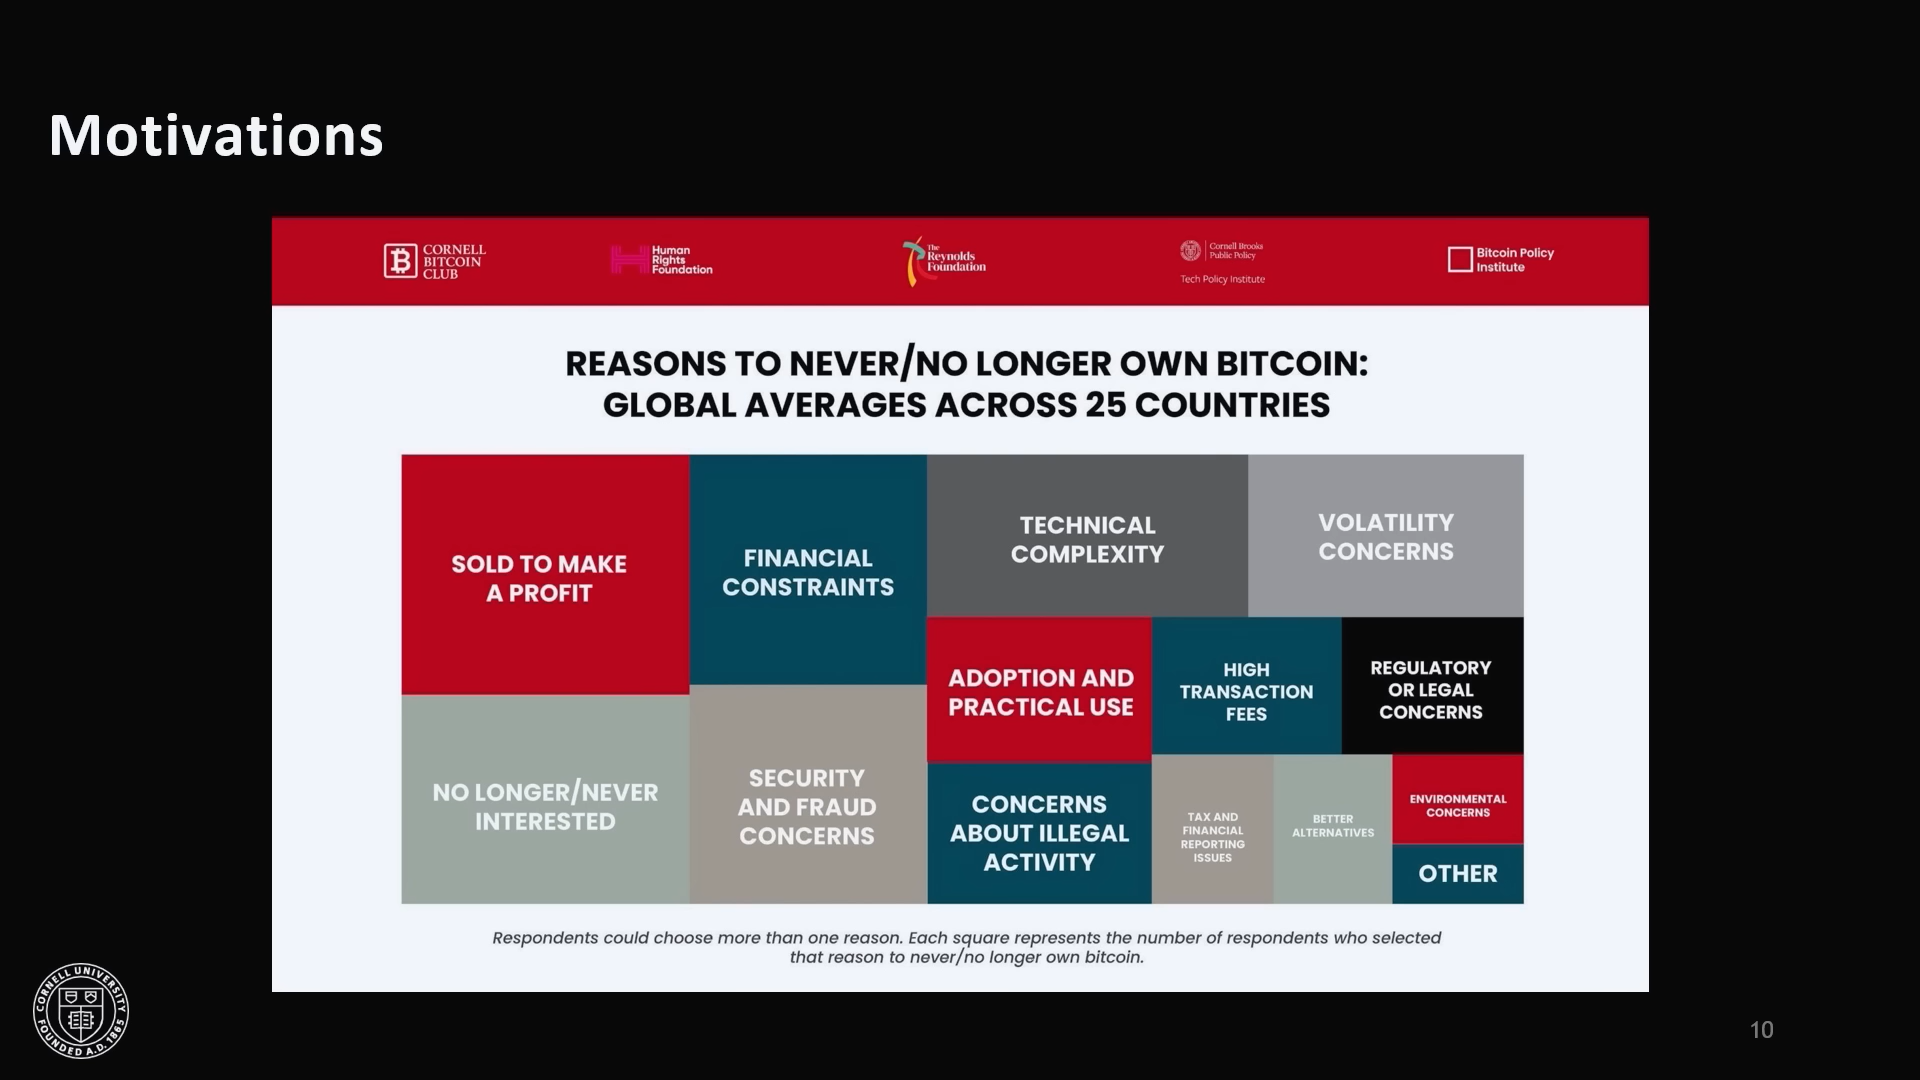 Motivations
CORNELL
BITCOIN
CLUB
Human
Rights
Foundation
The
Reynolds
Foundation
Cornell Brooks
Public Policy
Tech Policy Institute
Bitcoin Policy
Institute
REASONS TO NEVER/NO LONGER OWN BITCOIN:
GLOBAL AVERAGES ACROSS 25 COUNTRIES
SOLD TO MAKE
A PROFIT
FINANCIAL
CONSTRAINTS
TECHNICAL
COMPLEXITY
VOLATILITY
CONCERNS
ADOPTION AND
PRACTICAL USE
HIGH
TRANSACTION
FEES
REGULATORY
OR LEGAL
CONCERNS
NO LONGER/NEVER
INTERESTED
SECURITY
AND FRAUD
CONCERNS
CONCERNS
ABOUT ILLEGAL
ACTIVITY
TAX AND
FINANCIAL
REPORTING
ISSUES
BETTER
ALTERNATIVES
ENVIRONMENTAL
CONCERNS
OTHER
Respondents could choose more than one reason. Each square represents the number of respondents who selected
that reason to never/no longer own bitcoin.
CORNELL UNIVERSITY
FOUNDED A.D. 1865
10